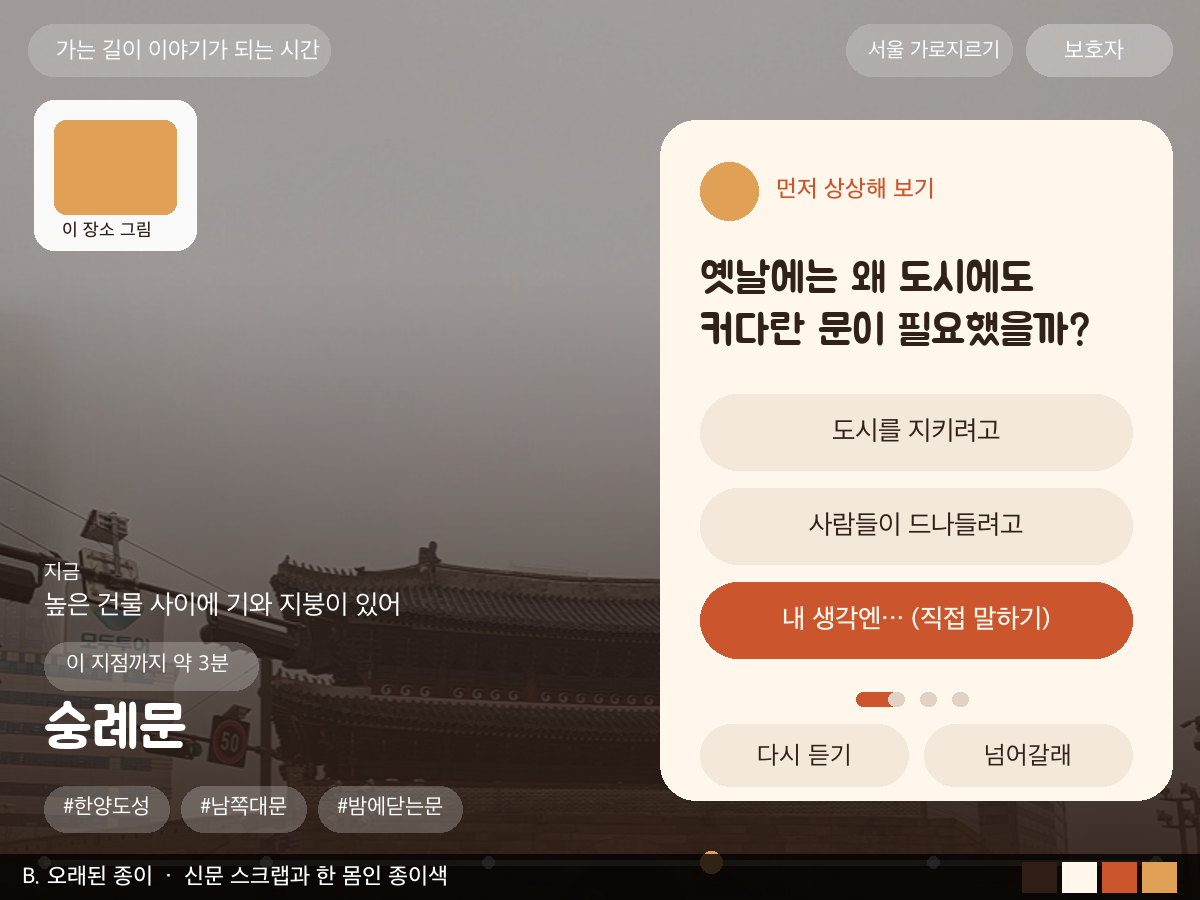 가는 길이 이야기가 되는 시간
서울 가로지르기
보호자
이 장소 그림
먼저 상상해 보기
옛날에는 왜 도시에도
커다란 문이 필요했을까?
도시를 지키려고
사람들이 드나들려고
내 생각엔… (직접 말하기)
다시 듣기
넘어갈래
지금
높은 건물 사이에 기와 지붕이 있어
모두투어
이 지점까지 약 3분
숭례문
50
#한양도성
#남쪽대문
#밤에닫는문
B. 오래된 종이 · 신문 스크랩과 한 몸인 종이색